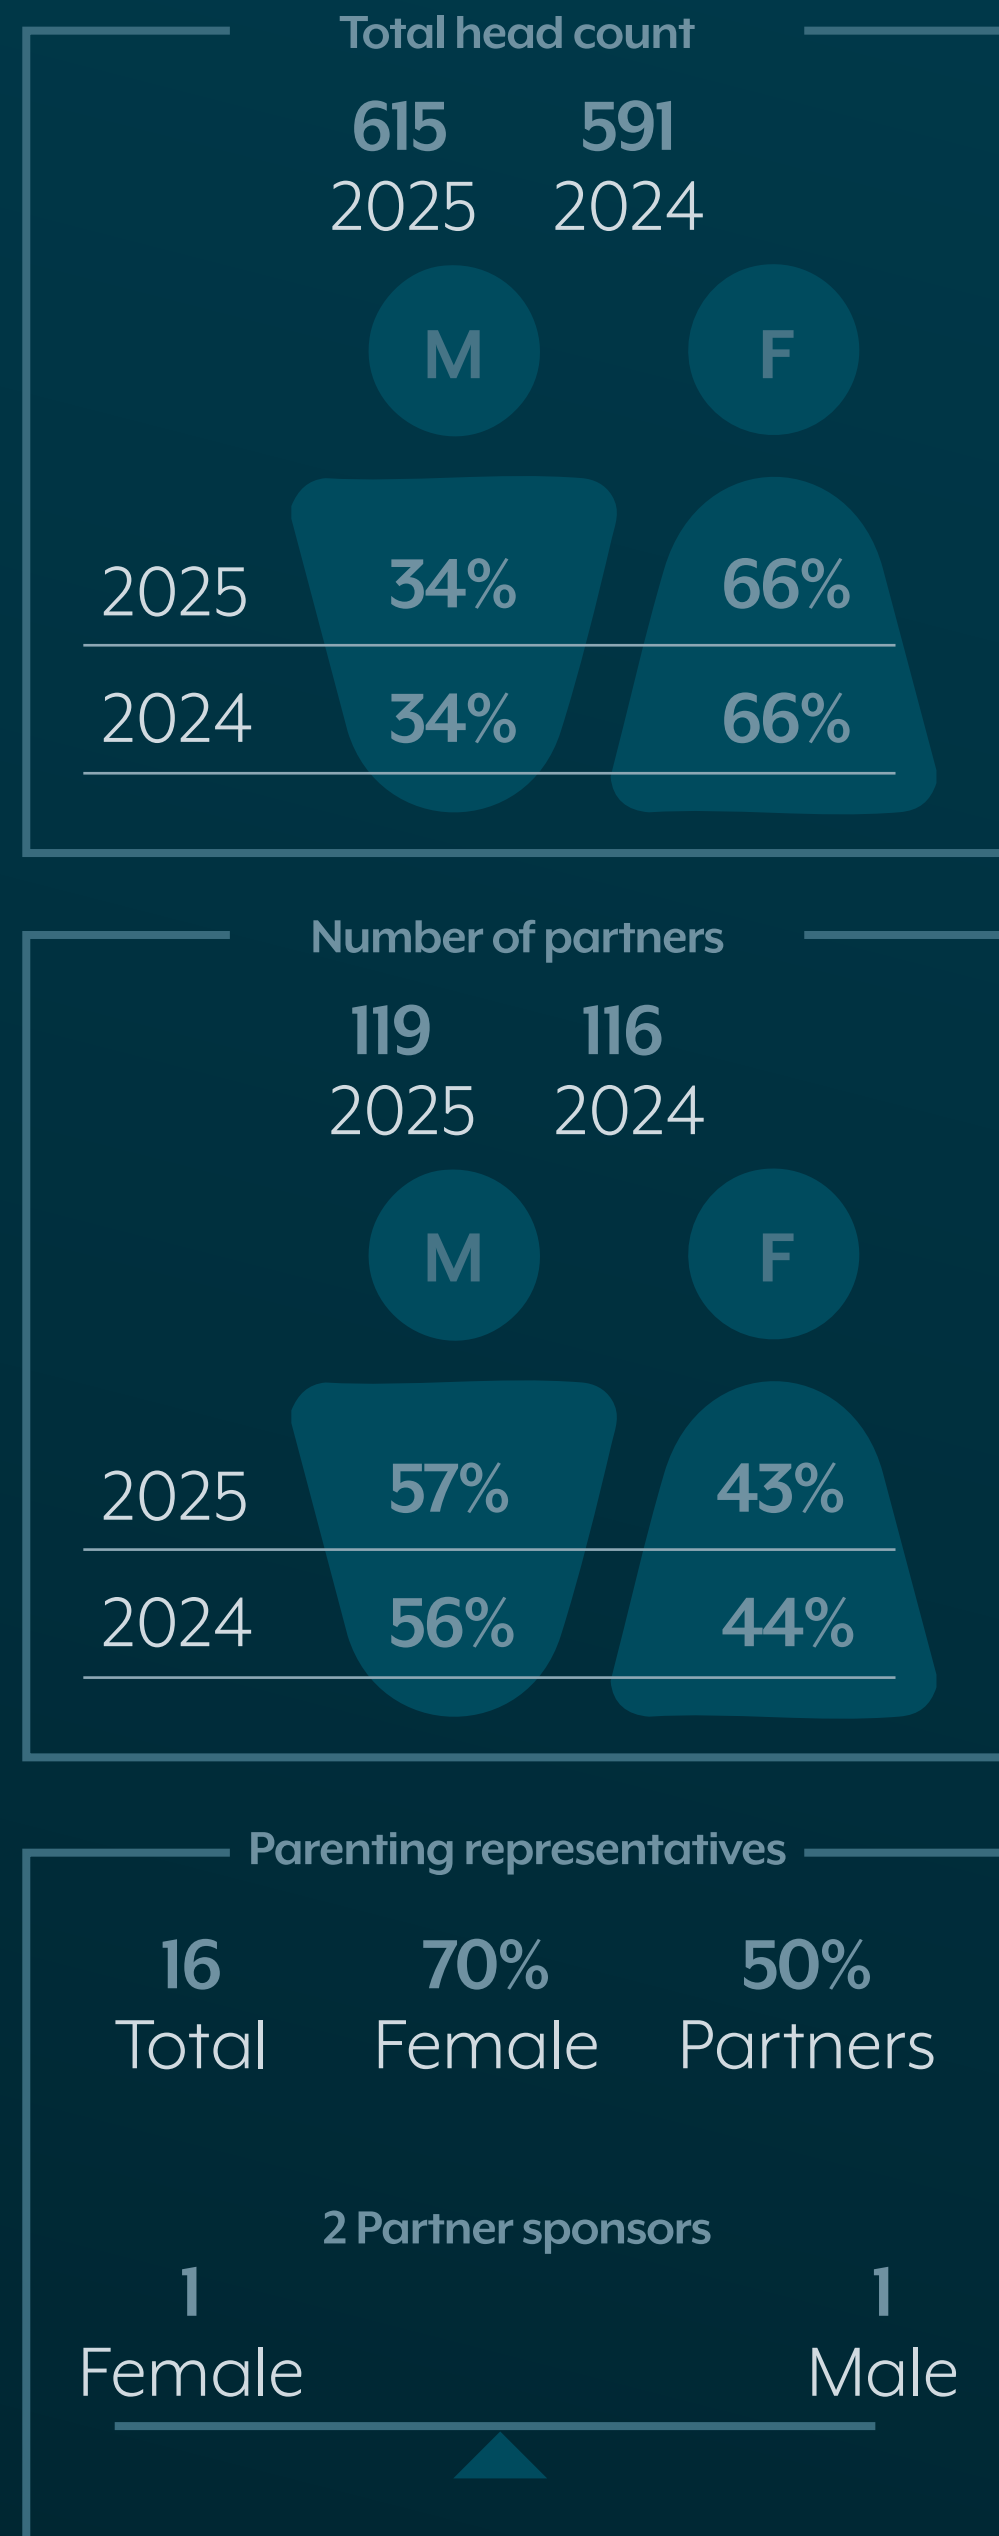 Total head count
615 591
2025 2024
M F
2025 34% 66%
2024 34% 66%
Number of partners
119 116
2025 2024
M F
2025 57% 43%
2024 56% 44%
Parenting representatives
16 70% 50%
Total Female Partners
2 Partner sponsors
1 1
Female Male